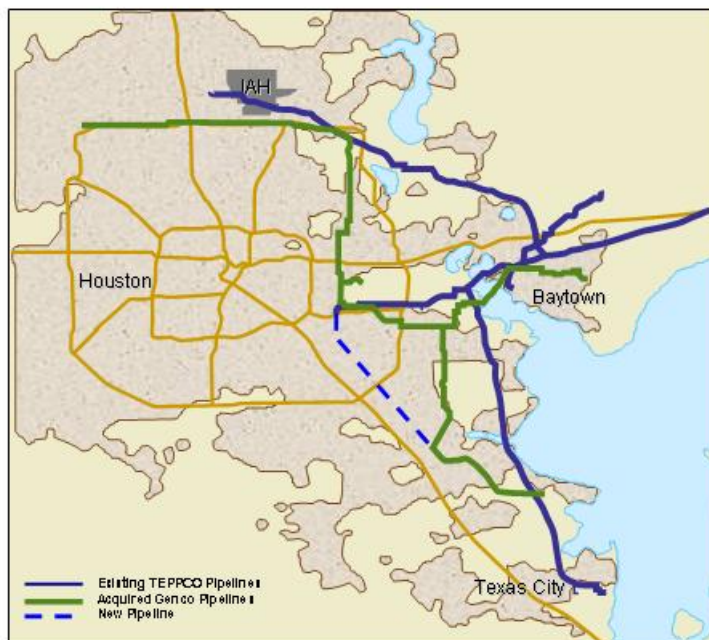 IAH
Houston
Baytown
Texas City
Existing TEPPCO Pipelines
Acquired Genco Pipelines
New Pipeline